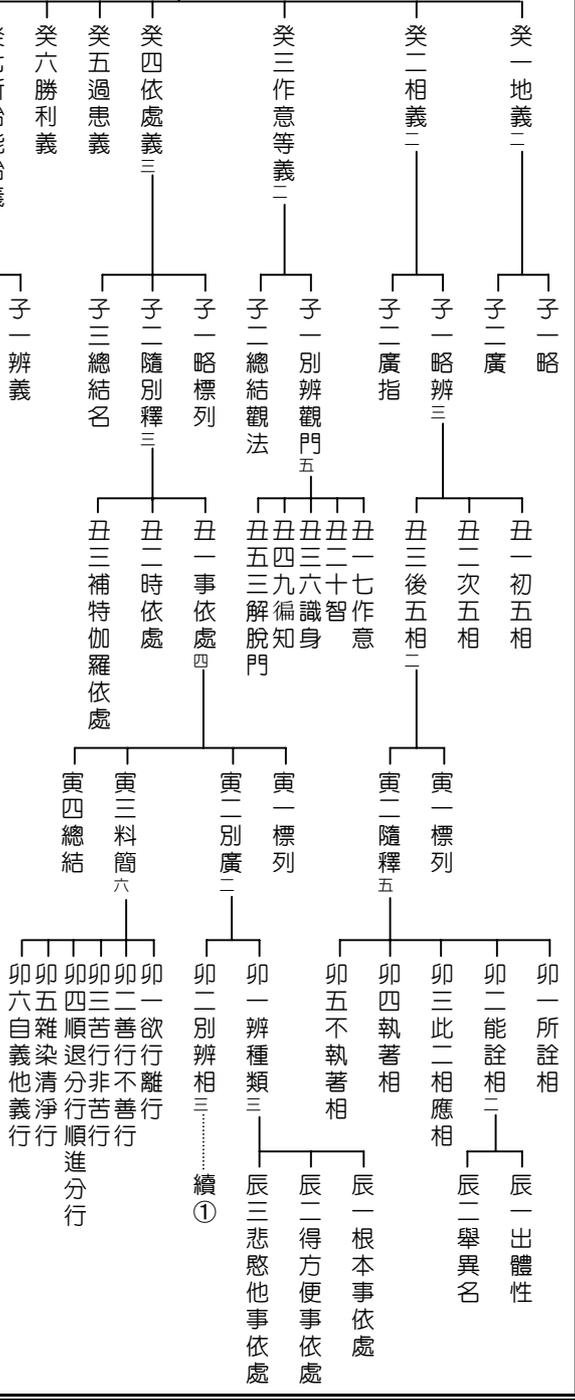 癸一地義二
癸二相義二
癸三作意等義二
癸四依處義三
癸五過患義
癸六勝利義
子一略
子二廣
子一略辨三
子二廣指
子一別辨觀門五
子二總結觀法
子一略標列
子二隨別釋三
子三總結名
子一辨義
丑一初五相
丑二次五相
丑三後五相二
丑一七作意
丑二十智
丑三六識身
丑四九徧知
丑五三解脫門
丑一事依處四
丑二時依處
丑三補特伽羅依處
寅一標列
寅二隨釋五
寅一標列
寅二別廣二
寅三料簡六
寅四總結
卯一所詮相
卯二能詮相二
卯三此二相應相
卯四執著相
卯五不執著相
卯一辨種類三
卯二別辨相三
續①
卯一欲行離行
卯二善行不善行
卯三苦行非苦行
卯四順退分行順進分行
卯五雜染清淨行
卯六自義他義行
辰一出體性
辰二舉異名
辰一根本事依處
辰二得方便事依處
辰三悲愍他事依處